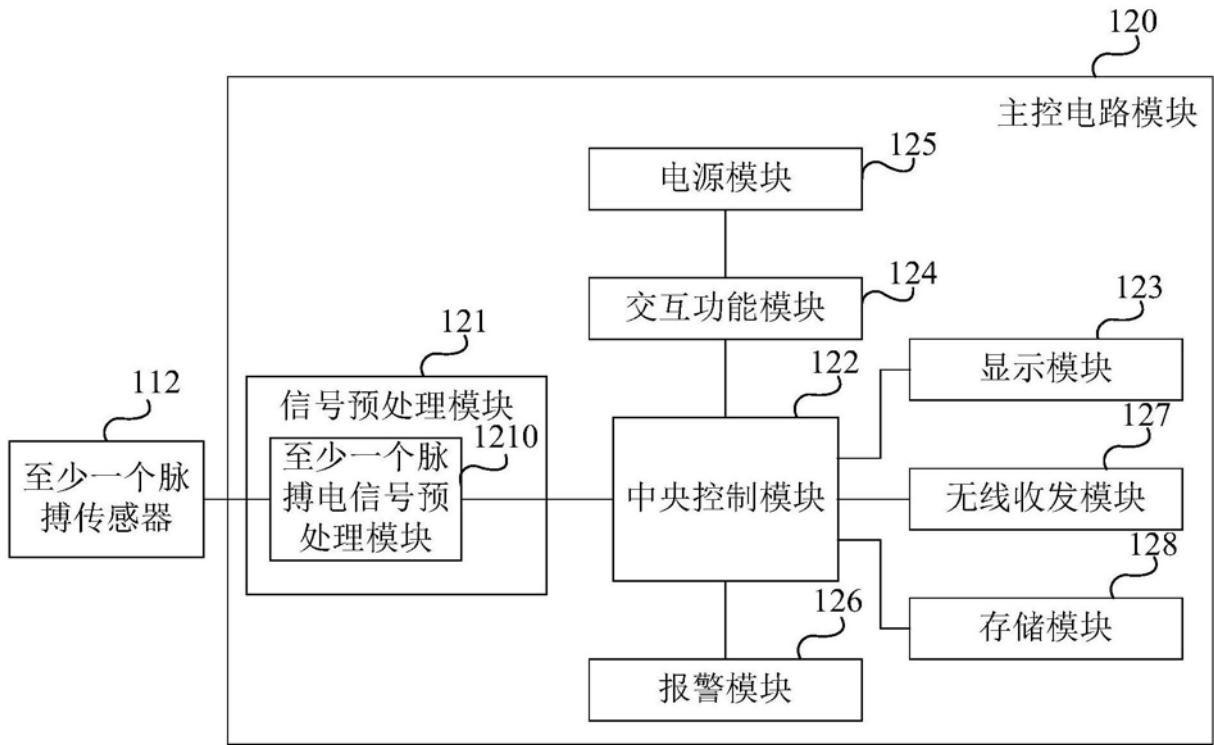 120
主控电路模块
125
电源模块
124
交互功能模块
123
显示模块
121
信号预处理模块
122
112
1210
至少一个脉
搏电信号预
处理模块
至少一个脉
搏传感器
中央控制模块
127
无线收发模块
128
存储模块
126
报警模块